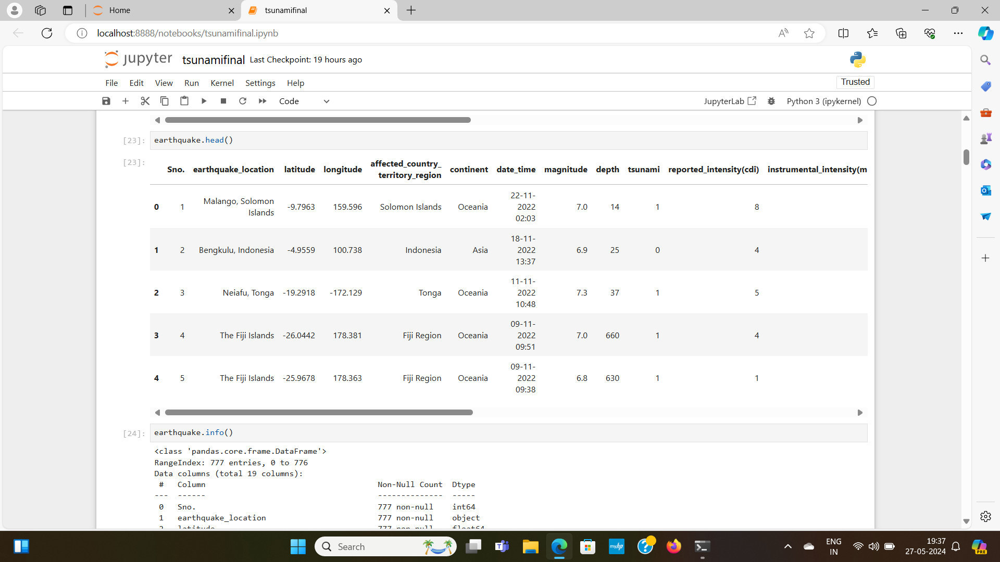 Home
tsunamifinal
localhost:8888/notebooks/tsunamifinal.ipynb
jupyter tsunamifinal Last Checkpoint: 19 hours ago
File Edit View Run Kernel Settings Help
Trusted
Code
JupyterLab
Python 3 (ipykernel)
[23]: earthquake.head()
[23]:
Sno. earthquake_location latitude longitude affected_country_ territory_region continent date_time magnitude depth tsunami reported_intensity(cdi) instrumental_intensity(m
0 1 Malango, Solomon Islands -9.7963 159.596 Solomon Islands Oceania 22-11-2022 02:03 7.0 14 1 8
1 2 Bengkulu, Indonesia -4.9559 100.738 Indonesia Asia 18-11-2022 13:37 6.9 25 0 4
2 3 Neiafu, Tonga -19.2918 -172.129 Tonga Oceania 11-11-2022 10:48 7.3 37 1 5
3 4 The Fiji Islands -26.0442 178.381 Fiji Region Oceania 09-11-2022 09:51 7.0 660 1 4
4 5 The Fiji Islands -25.9678 178.363 Fiji Region Oceania 09-11-2022 09:38 6.8 630 1 1
[24]: earthquake.info()
<class 'pandas.core.frame.DataFrame'>
RangeIndex: 777 entries, 0 to 776
Data columns (total 19 columns):
# Column Non-Null Count Dtype
--- ------ -------------- -----
0 Sno. 777 non-null int64
1 earthquake_location 777 non-null object
2 latitude 777 non-null float64
Search
myhp
ENG
IN
19:37
27-05-2024
PRE